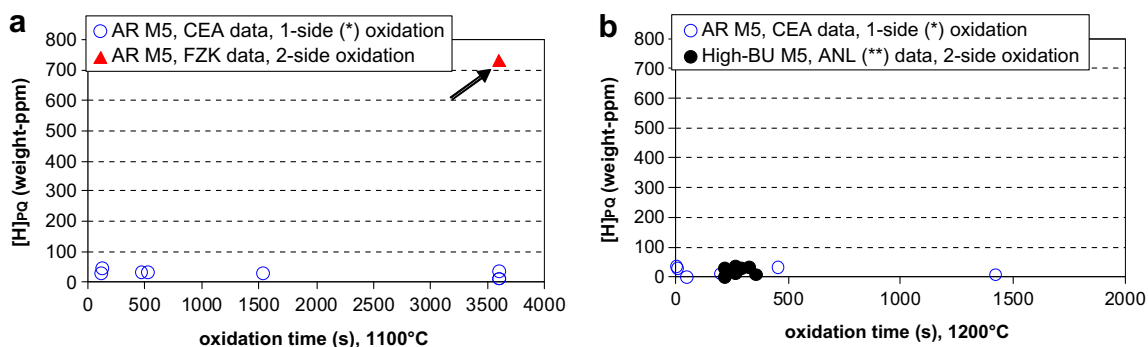 a
AR M5, CEA data, 1-side (*) oxidation
AR M5, FZK data, 2-side oxidation
800
700
600
500
400
300
200
100
0
[H]PQ (weight-ppm)
0 500 1000 1500 2000 2500 3000 3500 4000
oxidation time (s), 1100°C
b
AR M5, CEA data, 1-side (*) oxidation
High-BU M5, ANL (**) data, 2-side oxidation
800
700
600
500
400
300
200
100
0
[H]PQ (weight-ppm)
0 500 1000 1500 2000
oxidation time (s), 1200°C